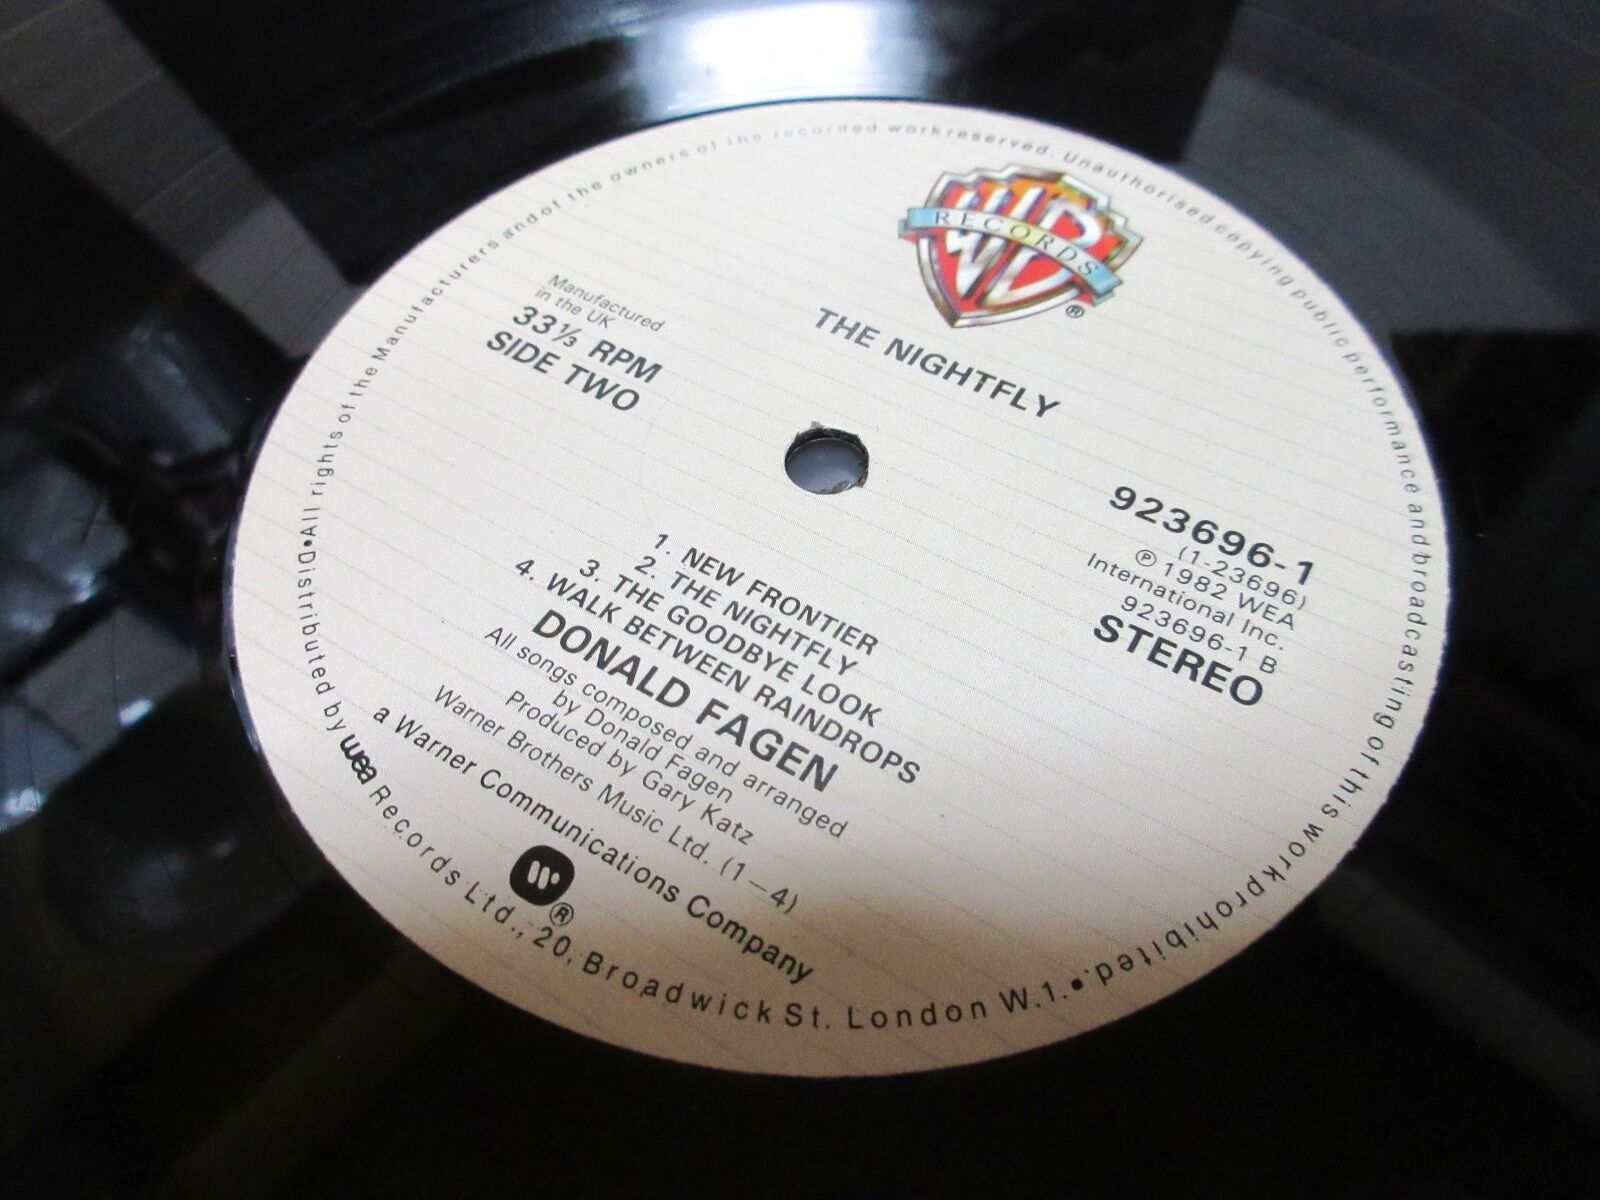 WB
RECORDS
®
THE NIGHTFLY
Manufactured
in the UK
33⅓ RPM
SIDE TWO
923696-1
(1-23696)
℗ 1982 WEA
International Inc.
923696-1 B
STEREO
1. NEW FRONTIER
2. THE NIGHTFLY
3. THE GOODBYE LOOK
4. WALK BETWEEN RAINDROPS
DONALD FAGEN
All songs composed and arranged
by Donald Fagen
Produced by Gary Katz
Warner Brothers Music Ltd. (1-4)
a Warner Communications Company
®
•All rights of the Manufacturers and of the owners of the recorded work reserved. Unauthorised copying public performance and broadcasting of this work prohibited.
•Distributed by wea Records Ltd., 20, Broadwick St. London W.1.